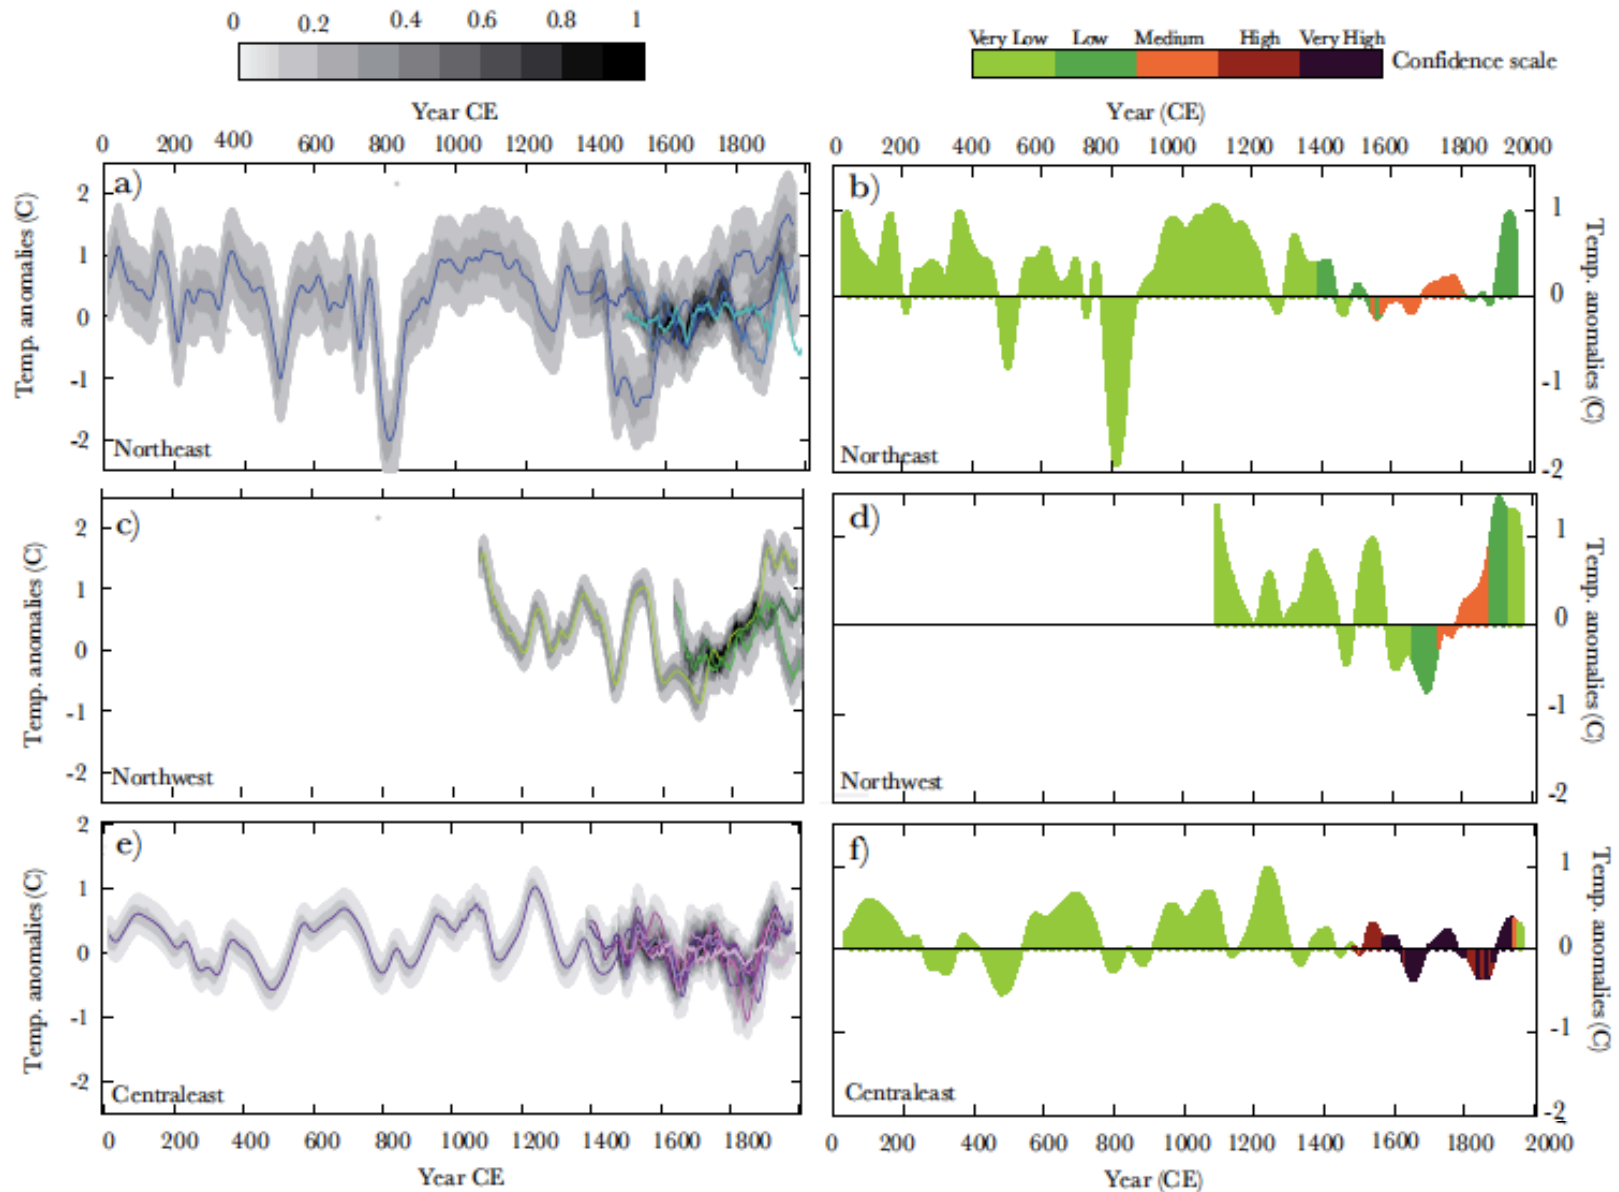 0 0.2 0.4 0.6 0.8 1
Very Low Low Medium High Very High
Confidence scale
Year CE
0 200 400 600 800 1000 1200 1400 1600 1800
Year (CE)
0 200 400 600 800 1000 1200 1400 1600 1800 2000
a)
Temp. anomalies (C)
2
1
0
-1
-2
Northeast
b)
1
0
-1
-2
Temp. anomalies (C)
Northeast
c)
Temp. anomalies (C)
2
1
0
-1
-2
Northwest
d)
1
0
-1
-2
Temp. anomalies (C)
Northwest
e)
Temp. anomalies (C)
2
1
0
-1
-2
Centraleast
f)
1
0
-1
-2
Temp. anomalies (C)
Centraleast
0 200 400 600 800 1000 1200 1400 1600 1800
Year CE
0 200 400 600 800 1000 1200 1400 1600 1800 2000
Year (CE)